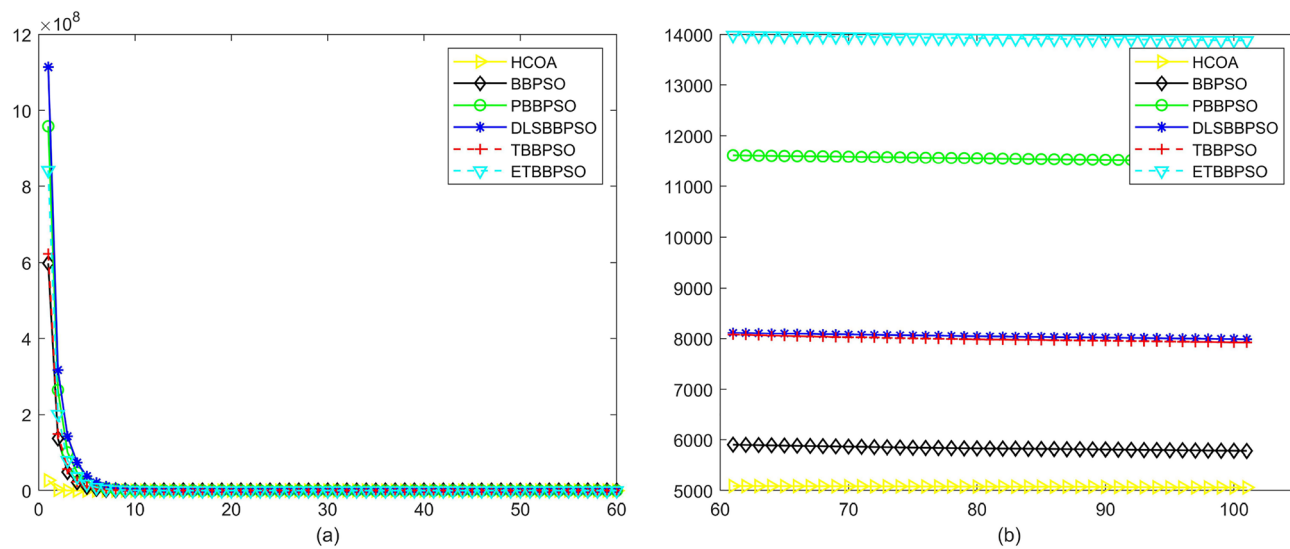 ×10^8
12
10
8
6
4
2
0
0 10 20 30 40 50 60
HCOA
BBPSO
PBBPSO
DLSBBPSO
TBBPSO
ETBBPSO
(a)
14000
13000
12000
11000
10000
9000
8000
7000
6000
5000
60 70 80 90 100
HCOA
BBPSO
PBBPSO
DLSBBPSO
TBBPSO
ETBBPSO
(b)